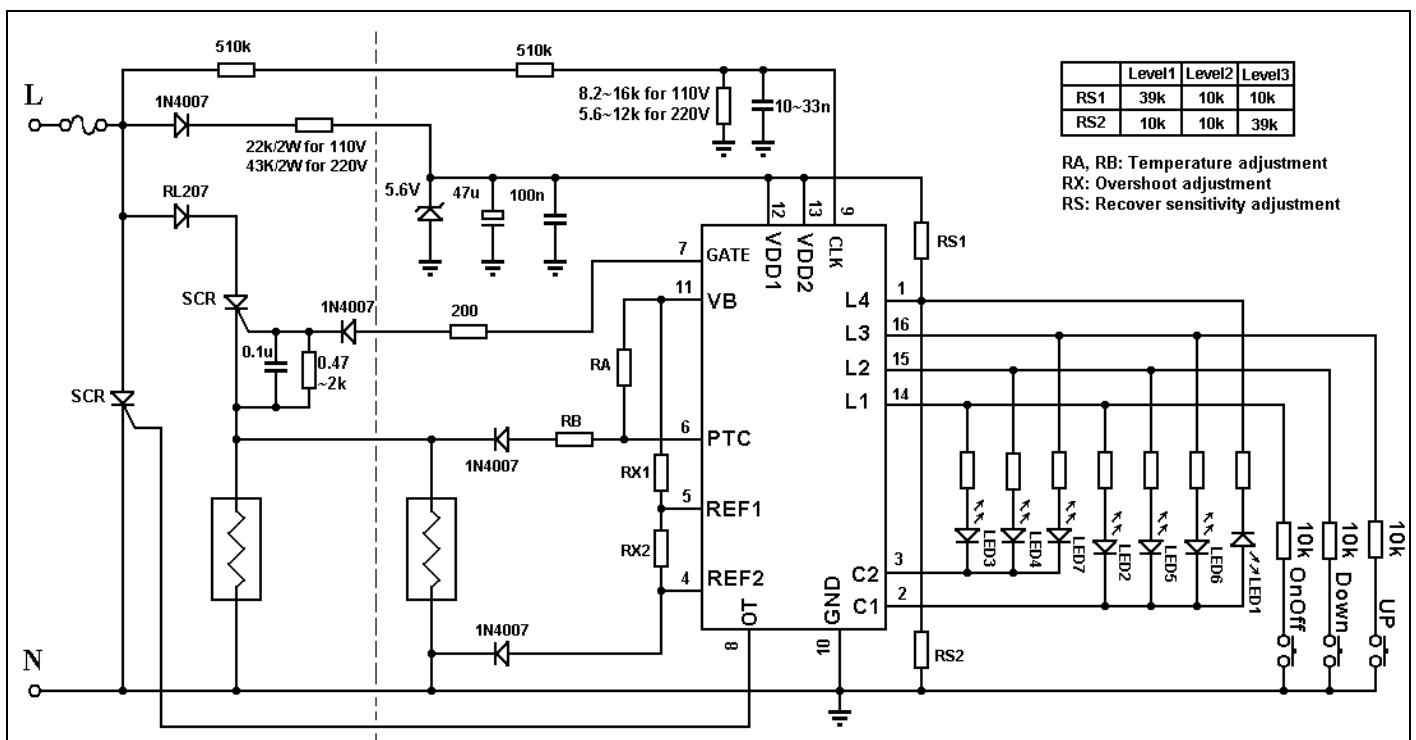 510k
510k
L
1N4007
8.2~16k for 110V
5.6~12k for 220V
10~33n
22k/2W for 110V
43K/2W for 220V
Level1 Level2 Level3
RS1 39k 10k 10k
RS2 10k 10k 39k
RA, RB: Temperature adjustment
RX: Overshoot adjustment
RS: Recover sensitivity adjustment
RL207
5.6V
47u
100n
12
13
9
VDD1
VDD2
CLK
RS1
7
GATE
SCR
1N4007
200
11
VB
1
L4
16
L3
15
L2
14
L1
0.1u
0.47
~2k
RA
SCR
RB
6
PTC
1N4007
RX1
5
REF1
RX2
4
REF2
3
C2
2
C1
LED3
LED4
LED7
LED2
LED5
LED6
LED1
10k
10k
10k
OnOff
Down
UP
OT
8
GND
10
1N4007
RS2
N